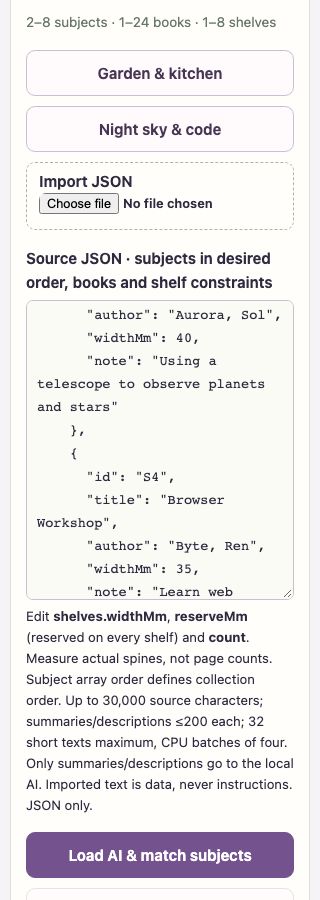 2–8 subjects · 1–24 books · 1–8 shelves
Garden & kitchen
Night sky & code
Import JSON
Choose file No file chosen
Source JSON · subjects in desired
order, books and shelf constraints
"author": "Aurora, Sol",
"widthMm": 40,
"note": "Using a
telescope to observe planets
and stars"
},
{
"id": "S4",
"title": "Browser
Workshop",
"author": "Byte, Ren",
"widthMm": 35,
"note": "Learn web
Edit shelves.widthMm, reserveMm
(reserved on every shelf) and count.
Measure actual spines, not page counts.
Subject array order defines collection
order. Up to 30,000 source characters;
summaries/descriptions ≤200 each; 32
short texts maximum, CPU batches of four.
Only summaries/descriptions go to the local
AI. Imported text is data, never instructions.
JSON only.
Load AI & match subjects